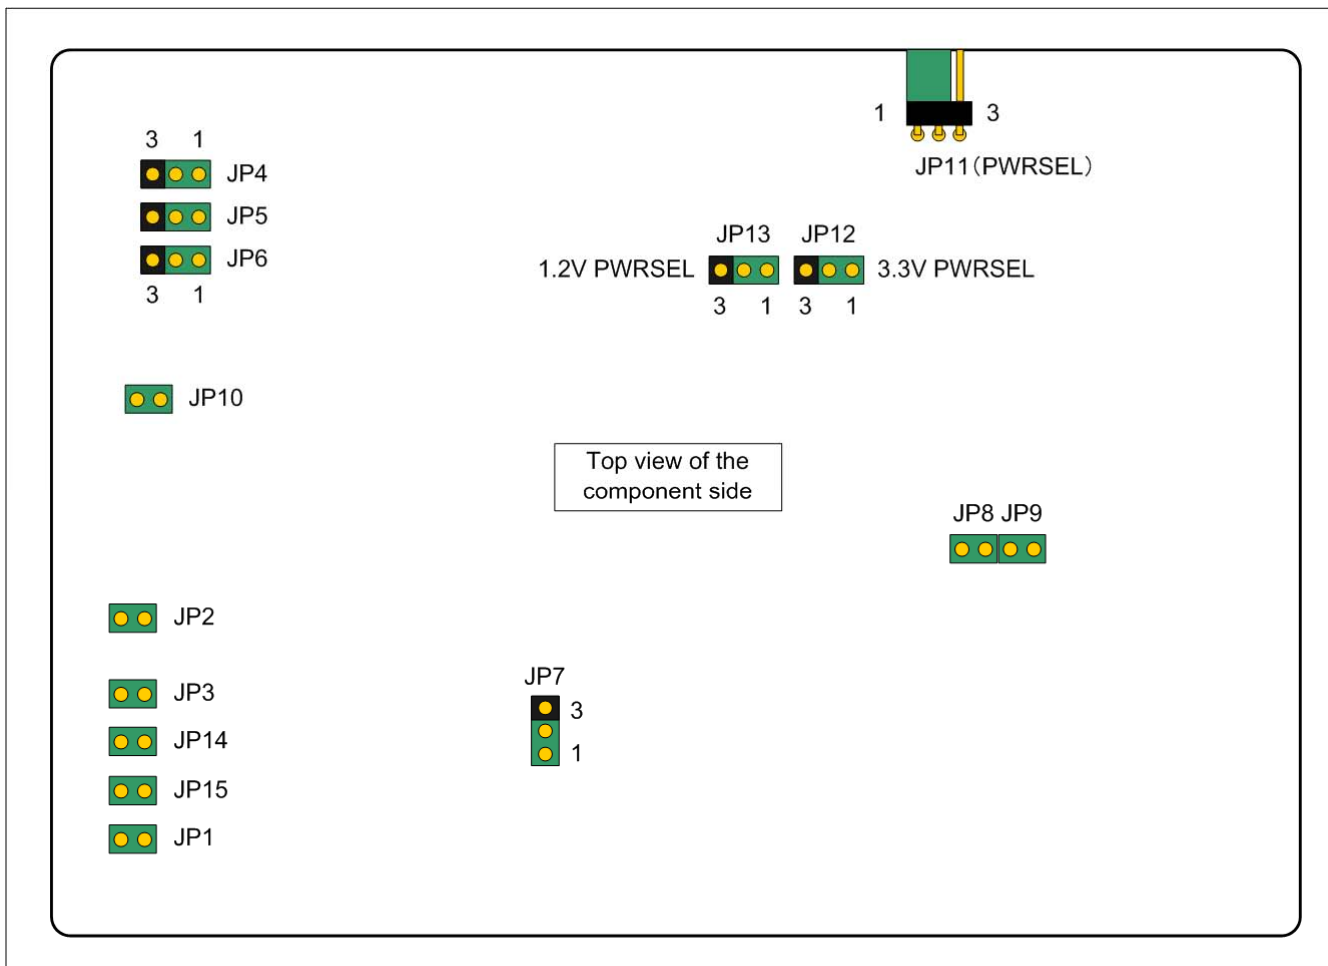 1 3
JP11(PWRSEL)
3 1
JP4
JP5
JP6
3 1
JP13 JP12
1.2V PWRSEL 3.3V PWRSEL
3 1 3 1
JP10
Top view of the
component side
JP8 JP9
JP2
JP3
JP14
JP15
JP1
JP7
3
1